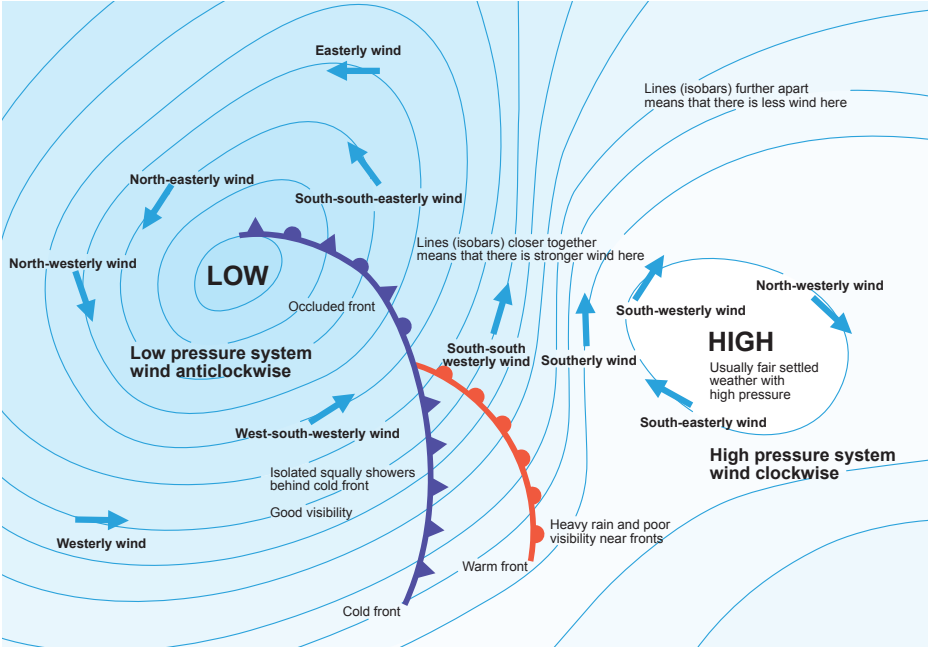 Easterly wind
Lines (isobars) further apart
means that there is less wind here
North-easterly wind
South-south-easterly wind
North-westerly wind
LOW
Lines (isobars) closer together
means that there is stronger wind here
Occluded front
Low pressure system
wind anticlockwise
South-south
westerly wind
Southerly wind
South-westerly wind
North-westerly wind
HIGH
Usually fair settled
weather with
high pressure
South-easterly wind
High pressure system
wind clockwise
West-south-westerly wind
Isolated squally showers
behind cold front
Good visibility
Westerly wind
Heavy rain and poor
visibility near fronts
Warm front
Cold front